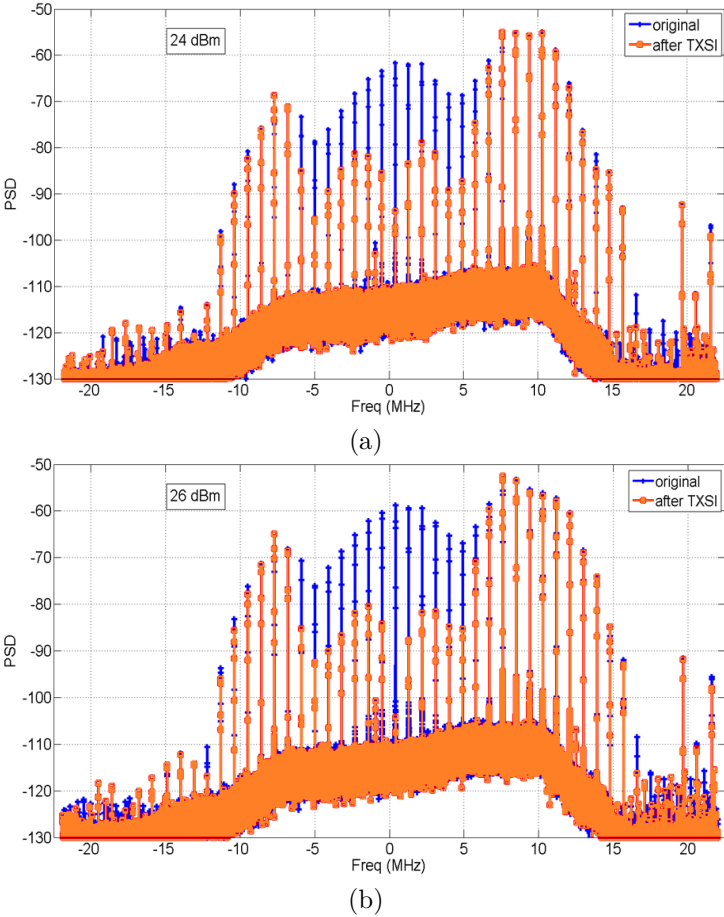 -50
-60
-70
-80
-90
-100
-110
-120
-130
PSD
24 dBm
original
after TXSI
-20 -15 -10 -5 0 5 10 15 20
Freq (MHz)
(a)
-50
-60
-70
-80
-90
-100
-110
-120
-130
PSD
26 dBm
original
after TXSI
-20 -15 -10 -5 0 5 10 15 20
Freq (MHz)
(b)